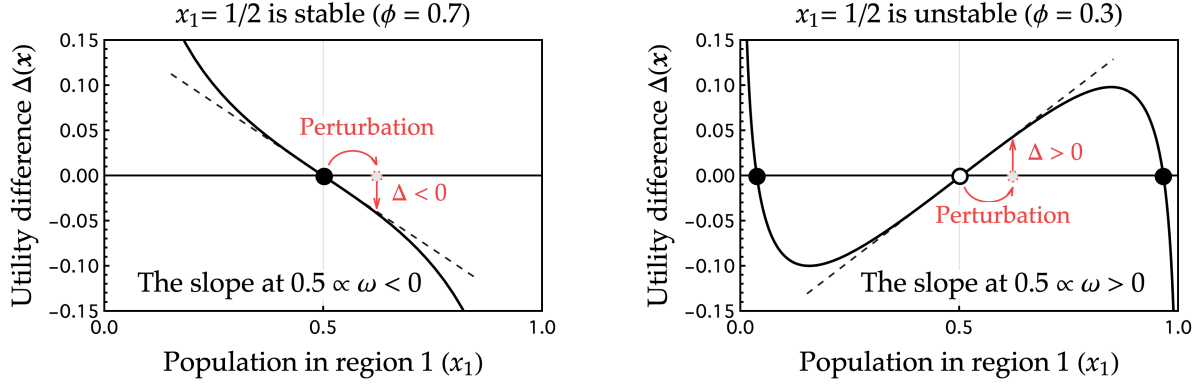 x₁= 1/2 is stable (ϕ = 0.7)
Utility difference Δ(x)
0.15
0.10
0.05
0.00
−0.05
−0.10
−0.15
Perturbation
Δ < 0
The slope at 0.5 ∝ ω < 0
0.0
0.5
1.0
Population in region 1 (x₁)
x₁= 1/2 is unstable (ϕ = 0.3)
Utility difference Δ(x)
0.15
0.10
0.05
0.00
−0.05
−0.10
−0.15
Δ > 0
Perturbation
The slope at 0.5 ∝ ω > 0
0.0
0.5
1.0
Population in region 1 (x₁)